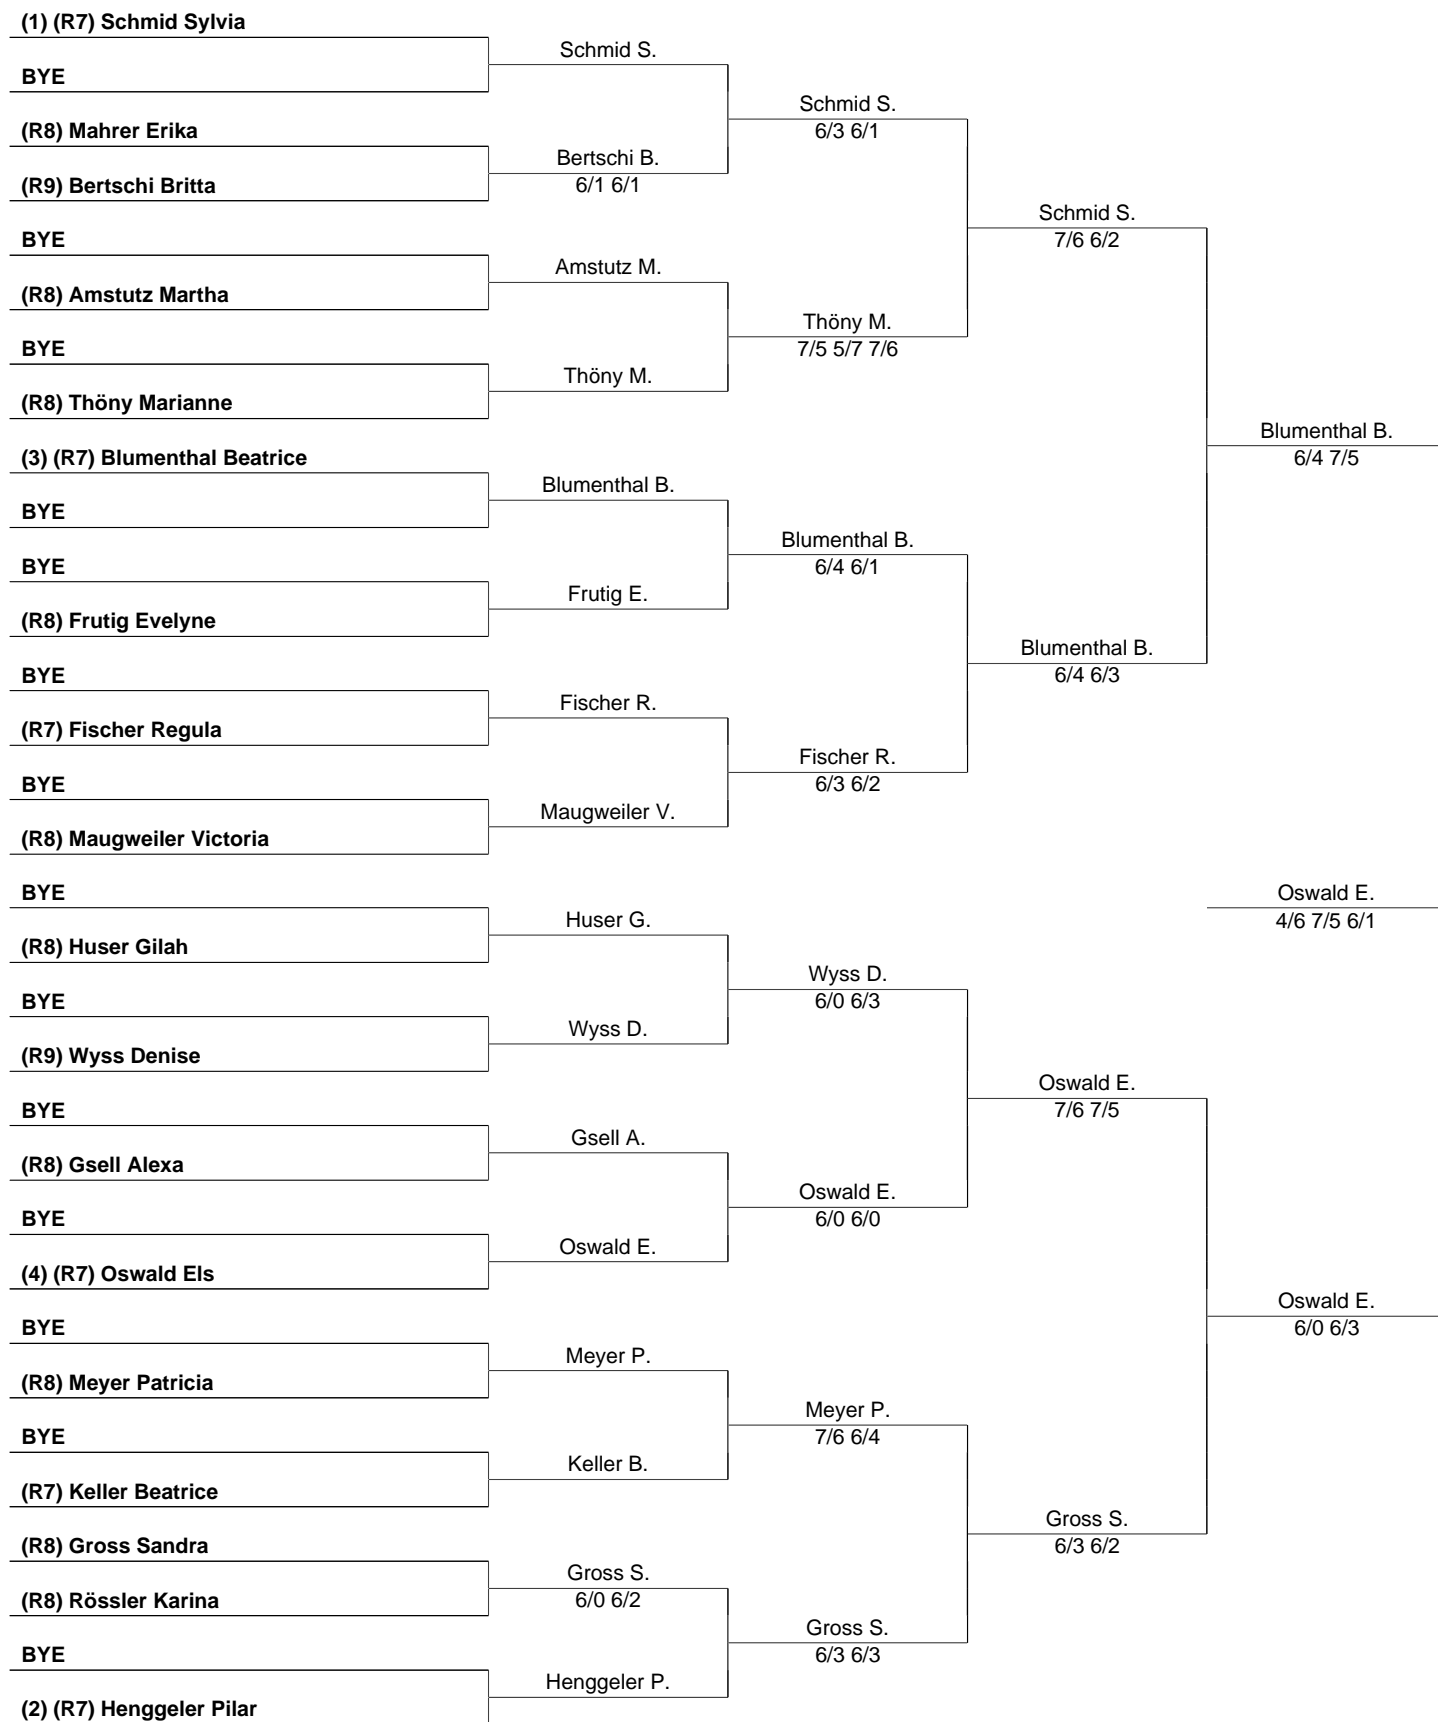 (1) (R7) Schmid Sylvia
BYE
(R8) Mahrer Erika
(R9) Bertschi Britta
BYE
(R8) Amstutz Martha
BYE
(R8) Thöny Marianne
(3) (R7) Blumenthal Beatrice
BYE
BYE
(R8) Frutig Evelyne
BYE
(R7) Fischer Regula
BYE
(R8) Maugweiler Victoria
BYE
(R8) Huser Gilah
BYE
(R9) Wyss Denise
BYE
(R8) Gsell Alexa
BYE
(4) (R7) Oswald Els
BYE
(R8) Meyer Patricia
BYE
(R7) Keller Beatrice
(R8) Gross Sandra
(R8) Rössler Karina
BYE
(2) (R7) Henggeler Pilar
Schmid S.
Bertschi B.
6/1 6/1
Amstutz M.
Thöny M.
Blumenthal B.
Frutig E.
Fischer R.
Maugweiler V.
Huser G.
Wyss D.
Gsell A.
Oswald E.
Meyer P.
Keller B.
Gross S.
6/0 6/2
Henggeler P.
Schmid S.
6/3 6/1
Thöny M.
7/5 5/7 7/6
Blumenthal B.
6/4 6/1
Fischer R.
6/3 6/2
Wyss D.
6/0 6/3
Oswald E.
6/0 6/0
Meyer P.
7/6 6/4
Gross S.
6/3 6/3
Schmid S.
7/6 6/2
Blumenthal B.
6/4 6/3
Oswald E.
7/6 7/5
Gross S.
6/3 6/2
Blumenthal B.
6/4 7/5
Oswald E.
4/6 7/5 6/1
Oswald E.
6/0 6/3